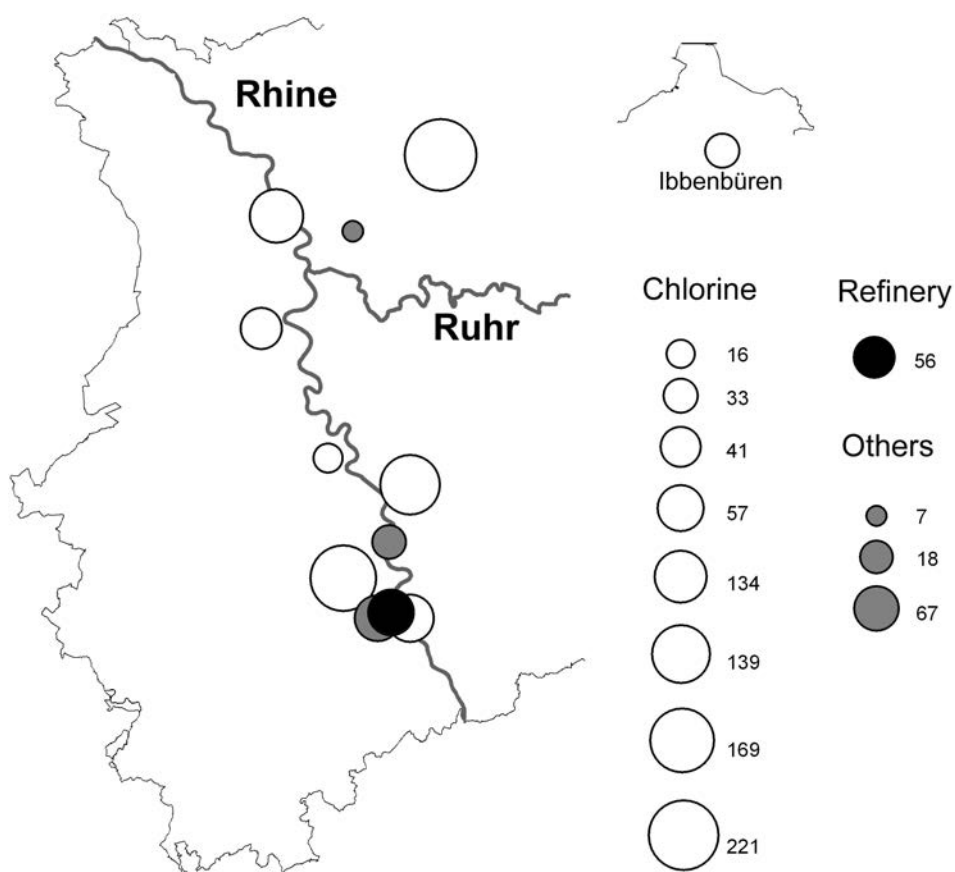 Rhine
Ruhr
Ibbenbüren
Chlorine
16
33
41
57
134
139
169
221
Refinery
56
Others
7
18
67